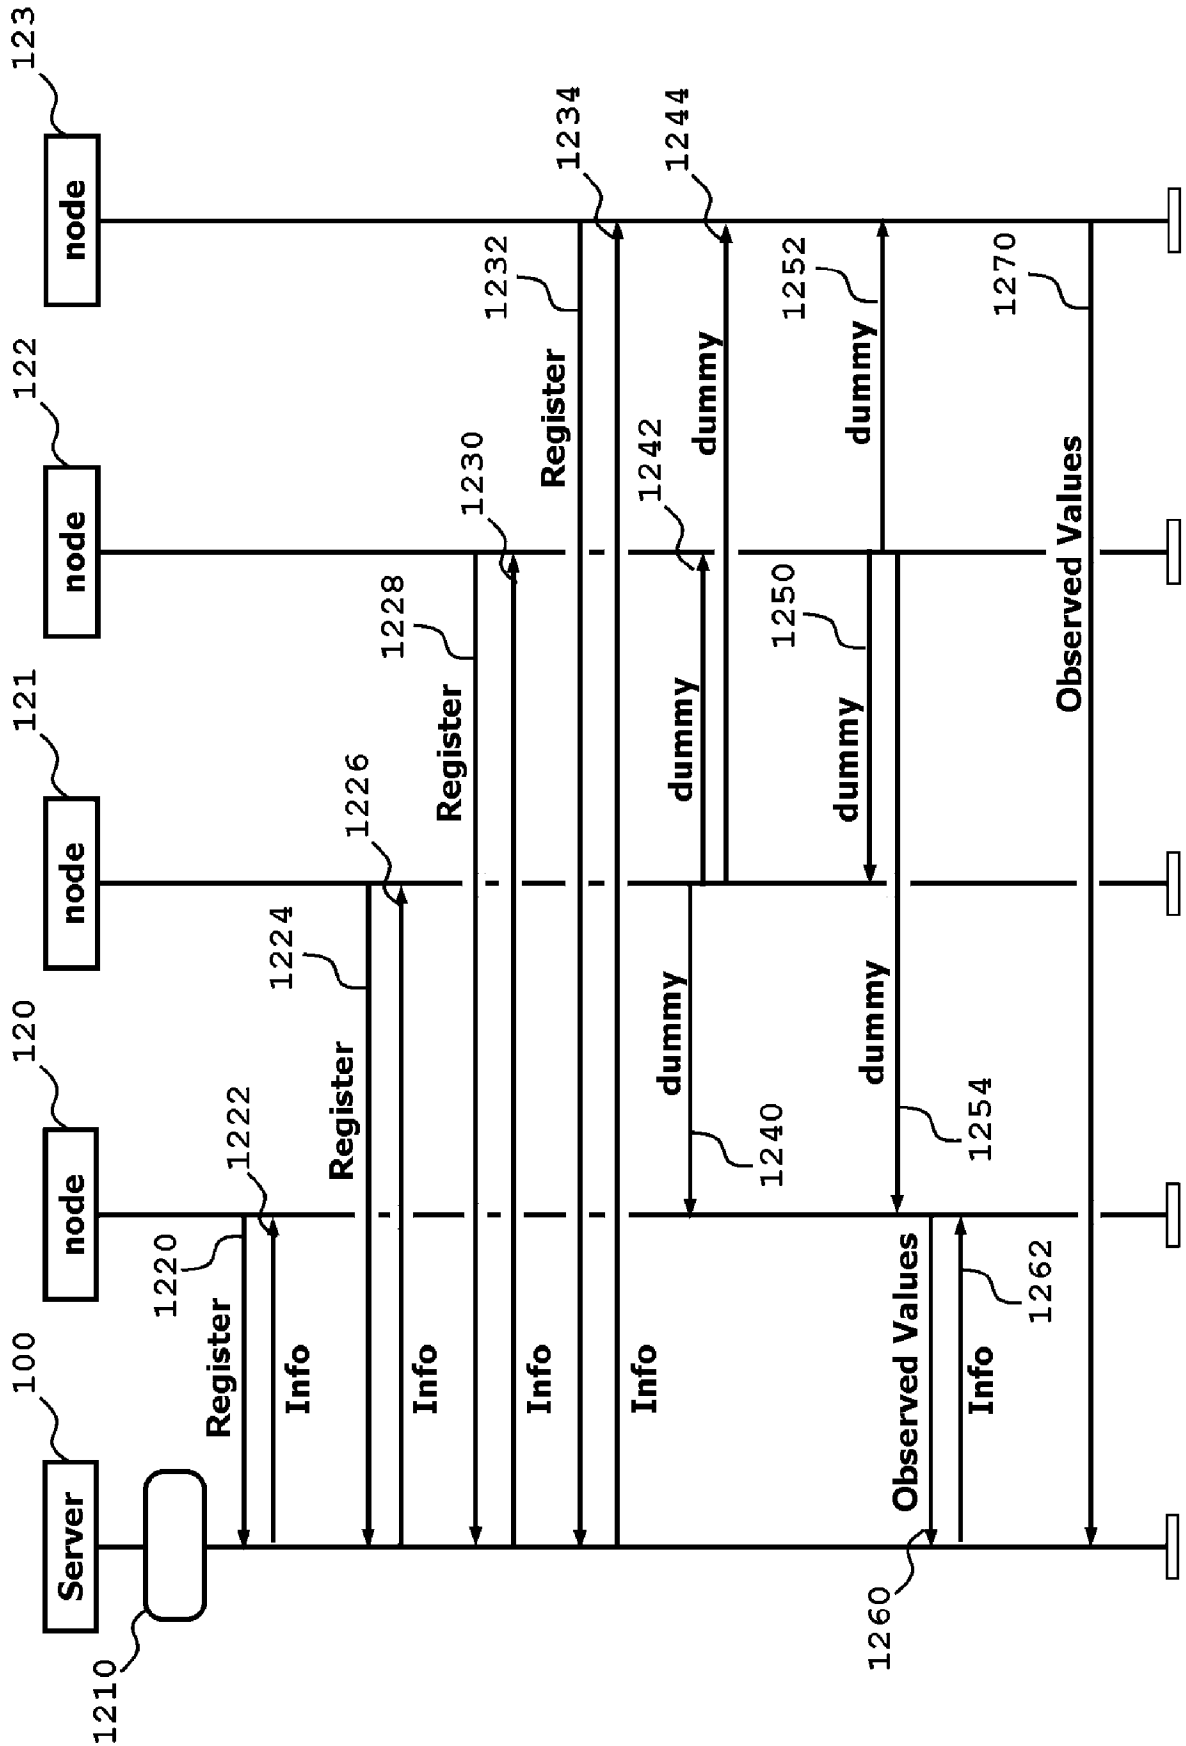 100
120
121
122
123
Server
node
node
node
node
1210
1220
Register
1222
Info
1224
Register
1226
Info
1228
Register
1230
Info
1232
Register
1234
Info
dummy
1240
dummy
1242
dummy
1244
dummy
1250
dummy
1252
dummy
1254
1260
Observed Values
Info
1262
Observed Values
1270